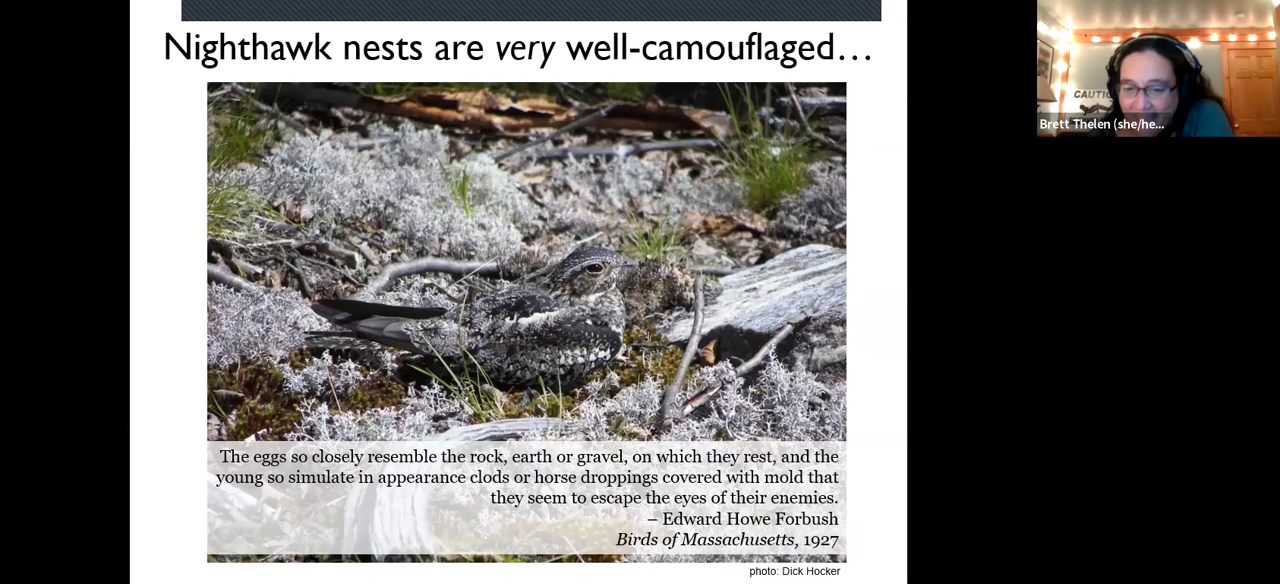 Nighthawk nests are very well-camouflaged…
CAUTIO
Brett Thelen (she/he...
The eggs so closely resemble the rock, earth or gravel, on which they rest, and the
young so simulate in appearance clods or horse droppings covered with mold that
they seem to escape the eyes of their enemies.
– Edward Howe Forbush
Birds of Massachusetts, 1927
photo: Dick Hocker